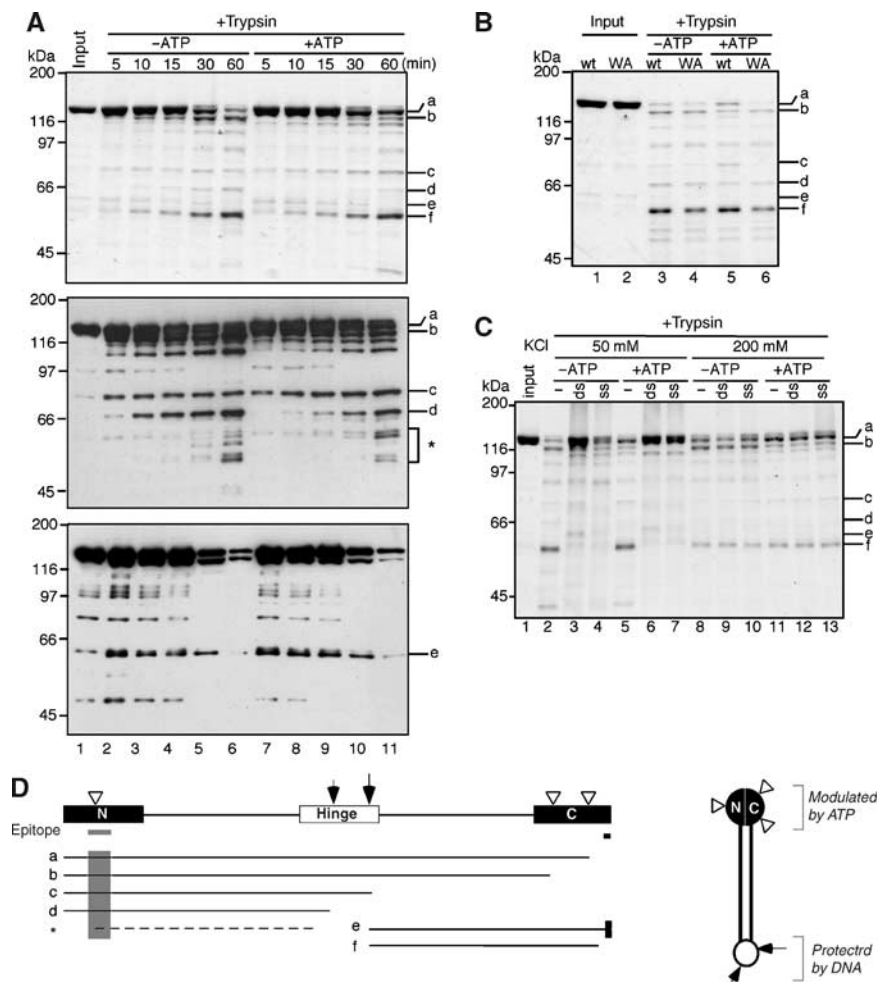 A
+Trypsin
Input
−ATP
+ATP
kDa
5 10 15 30 60 5 10 15 30 60 (min)
200
116
97
66
45
a
b
c
d
e
f
200
116
97
66
45
a
b
c
d
*
200
116
97
66
45
e
1 2 3 4 5 6 7 8 9 10 11
B
Input
+Trypsin
−ATP
+ATP
kDa
wt WA wt WA wt WA
200
116
97
66
45
a
b
c
d
e
f
1 2 3 4 5 6
C
+Trypsin
KCl
50 mM
200 mM
−ATP
+ATP
−ATP
+ATP
kDa
input
– ds ss – ds ss – ds ss – ds ss
200
116
97
66
45
a
b
c
d
e
f
1 2 3 4 5 6 7 8 9 10 11 12 13
D
N
Hinge
C
Epitope
a
b
c
d
*
e
f
N C
Modulated
by ATP
Protectrd
by DNA